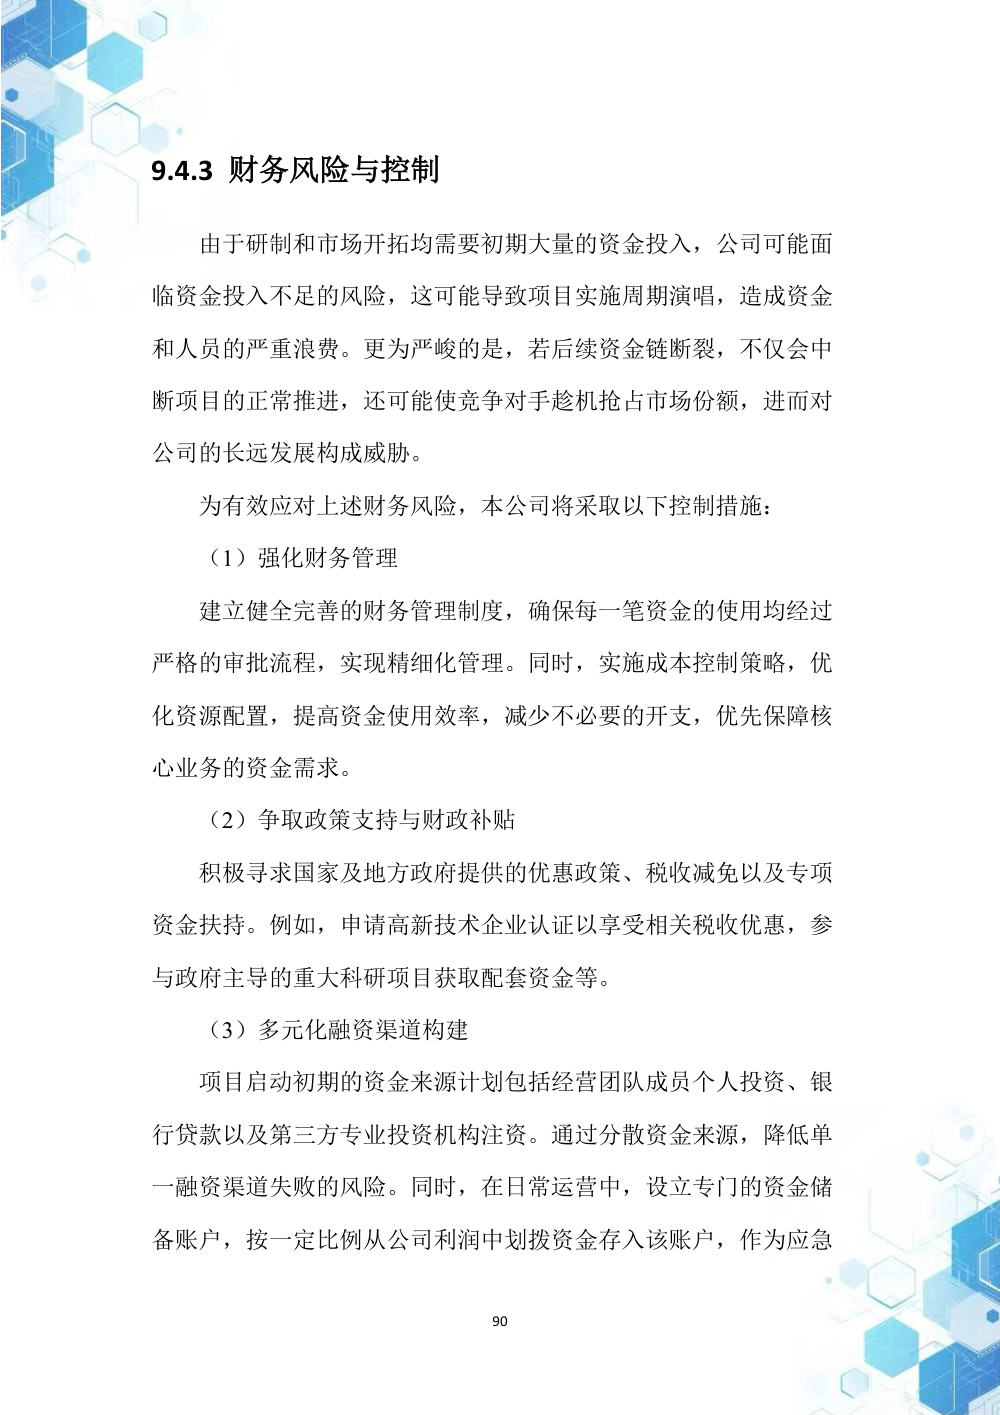 9.4.3 财务风险与控制
由于研制和市场开拓均需要初期大量的资金投入，公司可能面
临资金投入不足的风险，这可能导致项目实施周期演唱，造成资金
和人员的严重浪费。更为严峻的是，若后续资金链断裂，不仅会中
断项目的正常推进，还可能使竞争对手趁机抢占市场份额，进而对
公司的长远发展构成威胁。
为有效应对上述财务风险，本公司将采取以下控制措施：
（1）强化财务管理
建立健全完善的财务管理制度，确保每一笔资金的使用均经过
严格的审批流程，实现精细化管理。同时，实施成本控制策略，优
化资源配置，提高资金使用效率，减少不必要的开支，优先保障核
心业务的资金需求。
（2）争取政策支持与财政补贴
积极寻求国家及地方政府提供的优惠政策、税收减免以及专项
资金扶持。例如，申请高新技术企业认证以享受相关税收优惠，参
与政府主导的重大科研项目获取配套资金等。
（3）多元化融资渠道构建
项目启动初期的资金来源计划包括经营团队成员个人投资、银
行贷款以及第三方专业投资机构注资。通过分散资金来源，降低单
一融资渠道失败的风险。同时，在日常运营中，设立专门的资金储
备账户，按一定比例从公司利润中划拨资金存入该账户，作为应急
90